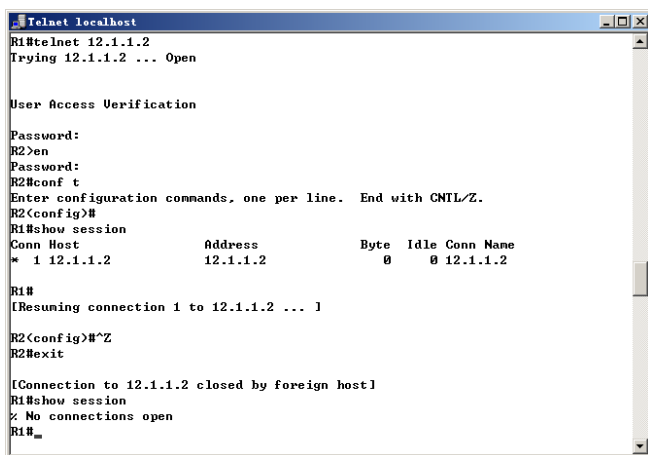 Telnet localhost
R1#telnet 12.1.1.2
Trying 12.1.1.2 ... Open
User Access Verification
Password:
R2>en
Password:
R2#conf t
Enter configuration commands, one per line.  End with CNTL/Z.
R2(config)#
R1#show session
Conn Host                Address             Byte  Idle Conn Name
*  1 12.1.1.2            12.1.1.2               0     0 12.1.1.2
R1#
[Resuming connection 1 to 12.1.1.2 ... ]
R2(config)#^Z
R2#exit
[Connection to 12.1.1.2 closed by foreign host]
R1#show session
% No connections open
R1#_